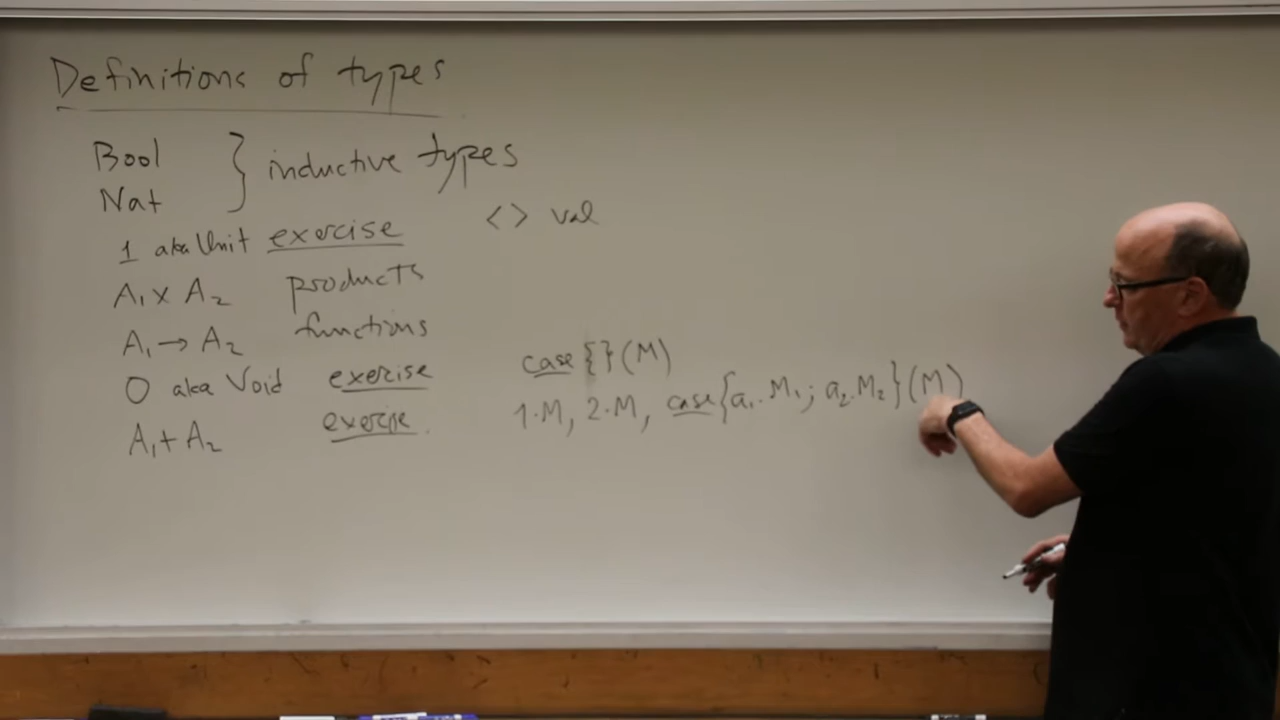 Definitions of types
Bool
Nat } inductive types
1 aka Unit exercise <> val
A₁ × A₂ products
A₁ → A₂ functions
0 aka Void exercise case{}(M)
A₁ + A₂ exercise. 1·M, 2·M, case{a₁.M₁; a₂.M₂}(M)